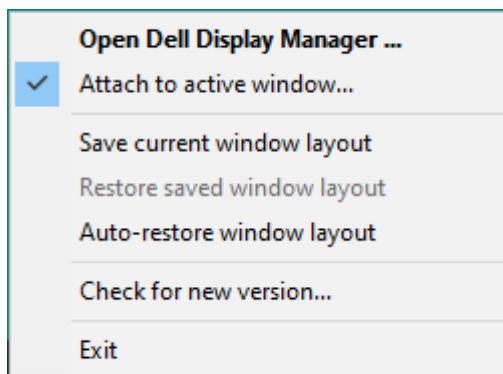 Open Dell Display Manager ...
Attach to active window...
Save current window layout
Restore saved window layout
Auto-restore window layout
Check for new version...
Exit